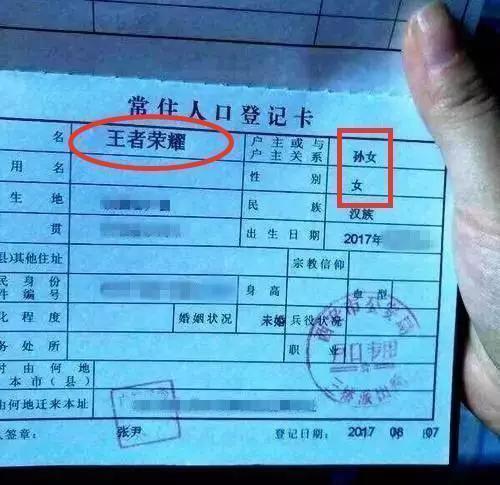 常住人口登记卡
名 王者荣耀 户主或与户主关系 孙女
用名 性别 女
生地 民族 汉族
贯 出生日期 2017年
县)其他住址 宗教信仰
民身份件编号 身高 血型
化程度 婚姻状况 未婚 兵役状况
务处所 职业
时由何地
本市(县)
由何地迁来本址
人签章: 张尹 登记日期: 2017 08 07